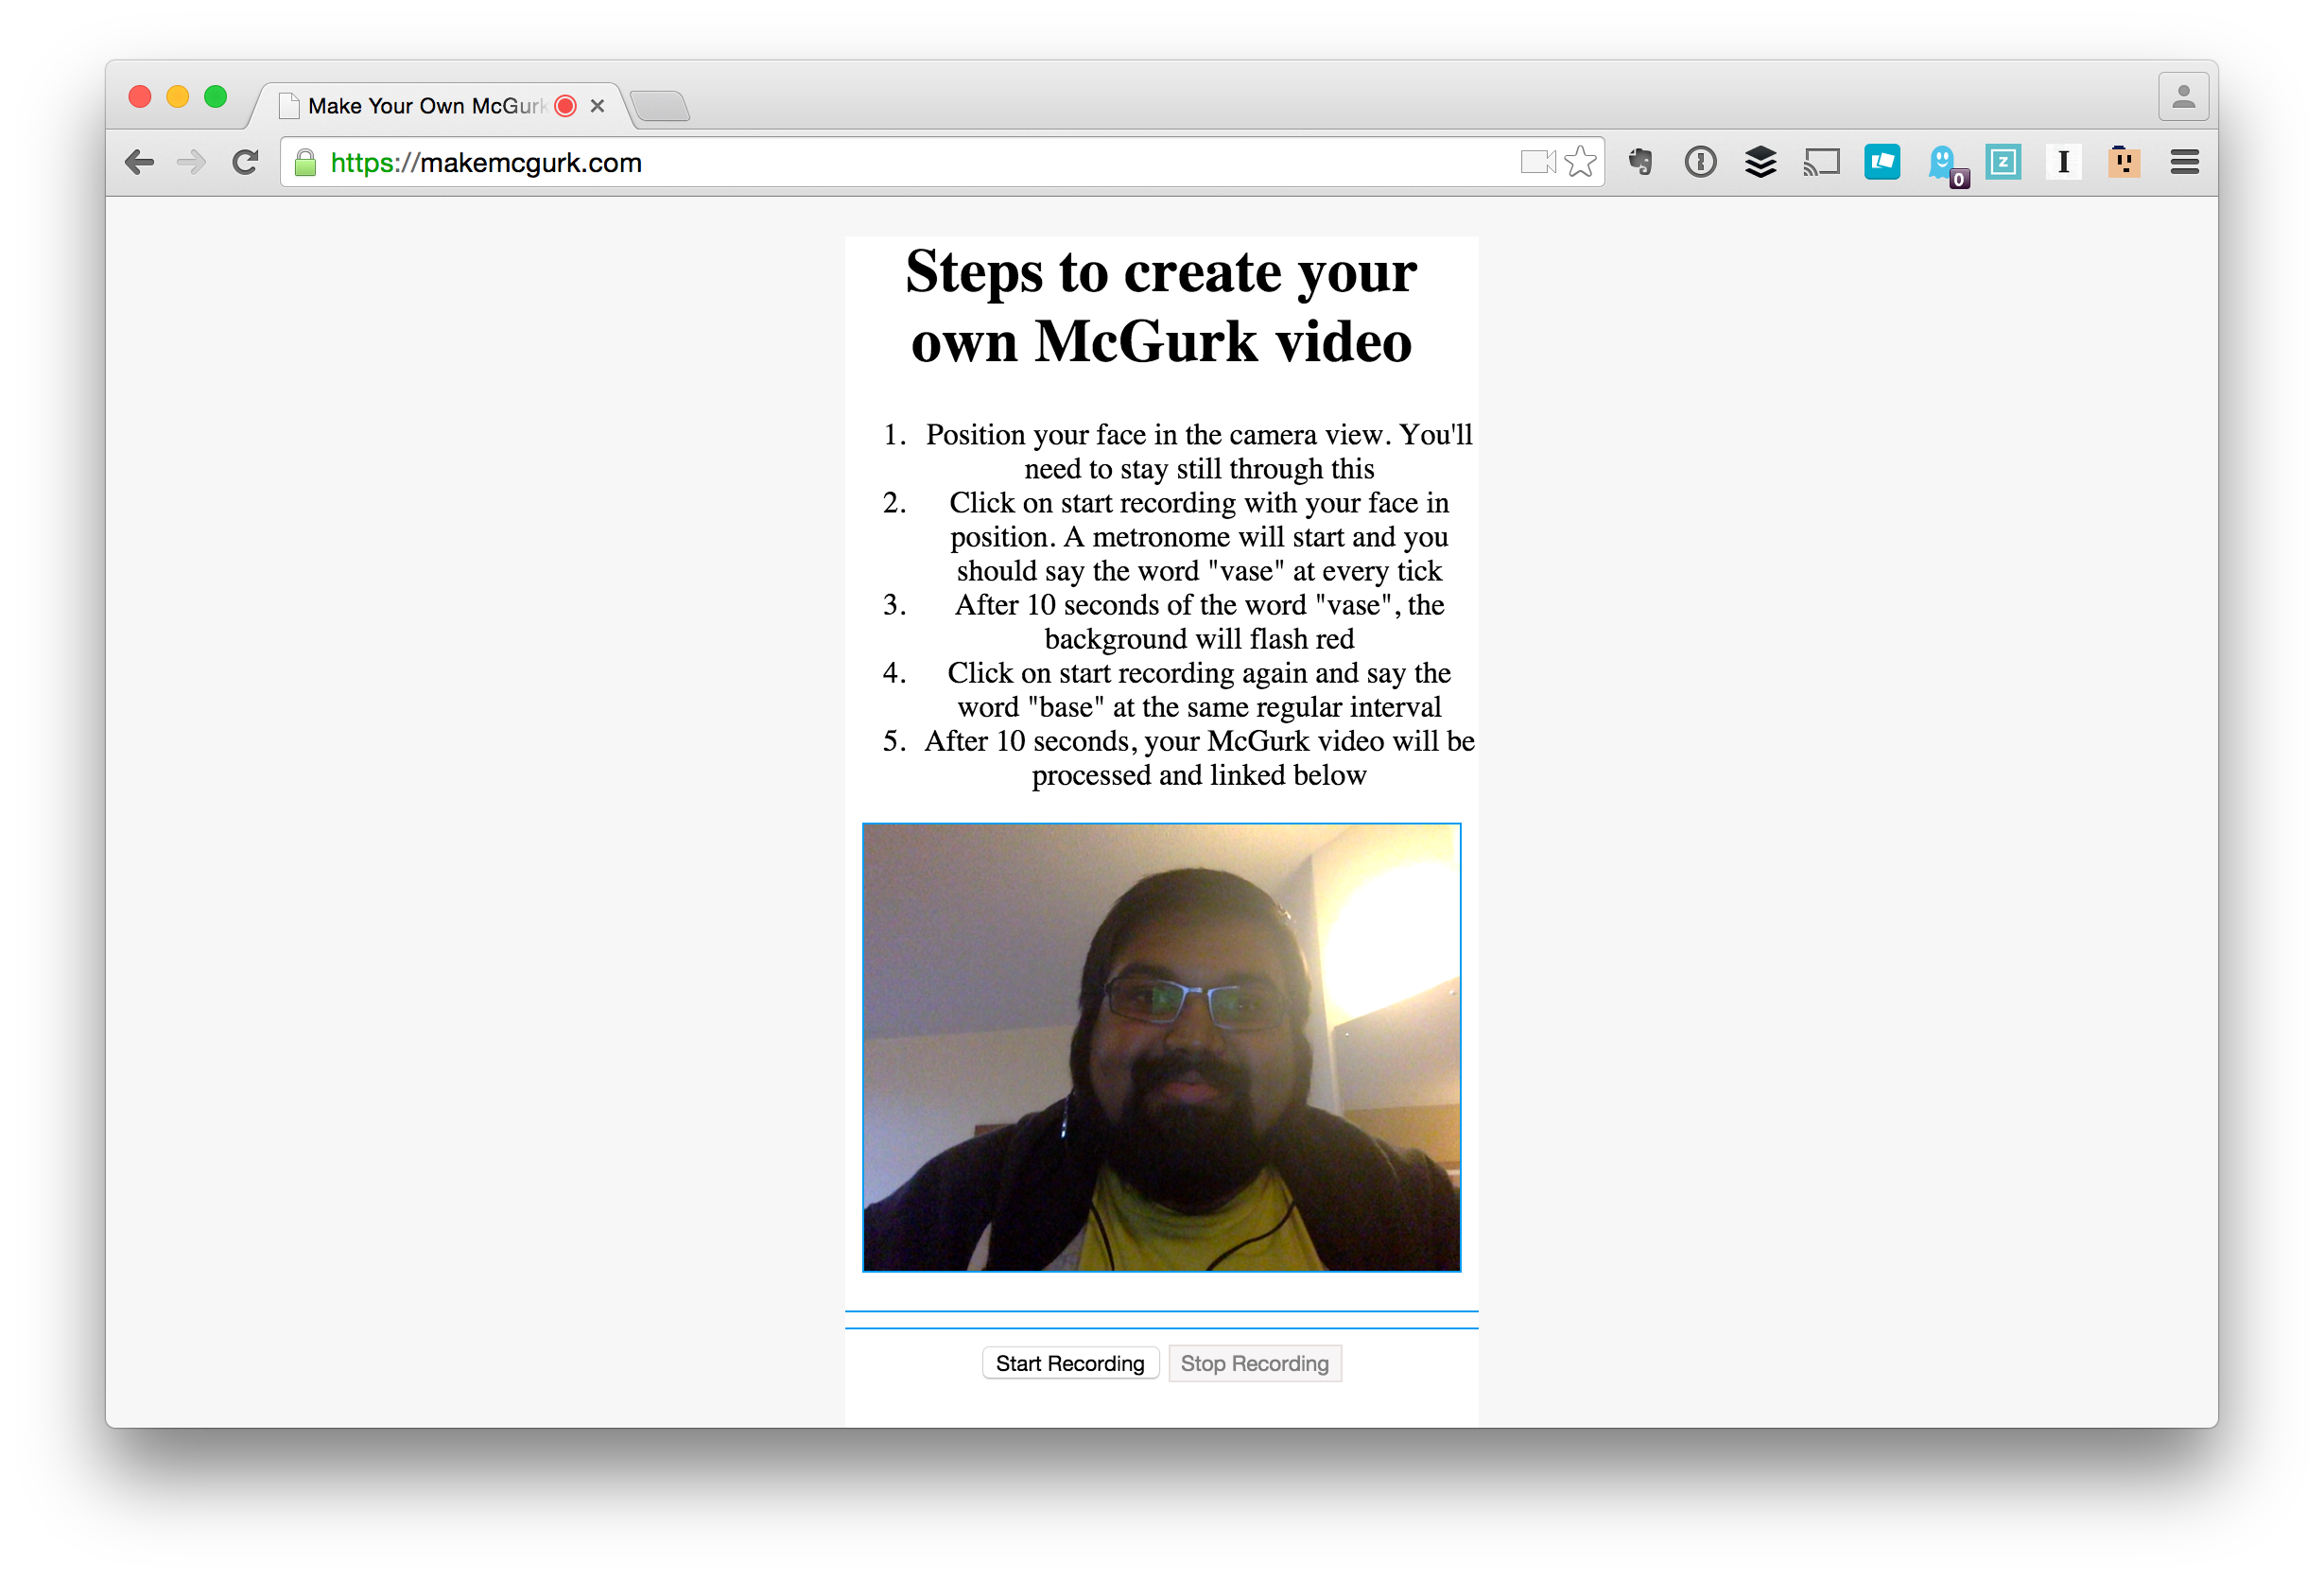 Make Your Own McGurk
https://makemcgurk.com
0
z
I
Steps to create your
own McGurk video
1. Position your face in the camera view. You'll
need to stay still through this
2. Click on start recording with your face in
position. A metronome will start and you
should say the word "vase" at every tick
3. After 10 seconds of the word "vase", the
background will flash red
4. Click on start recording again and say the
word "base" at the same regular interval
5. After 10 seconds, your McGurk video will be
processed and linked below
Start Recording Stop Recording